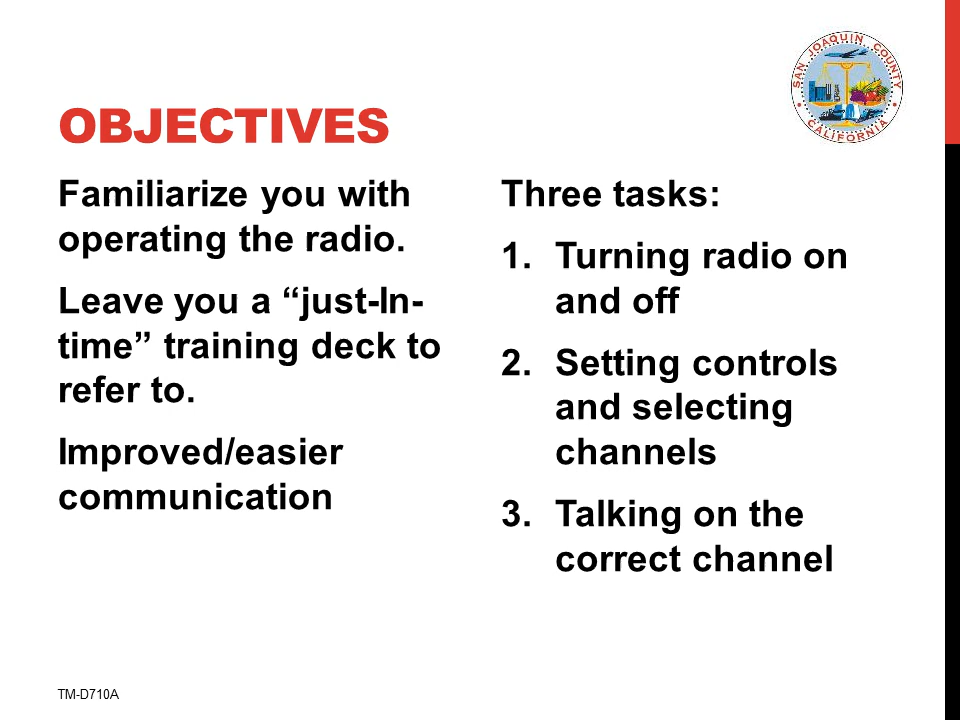 SAN JOAQUIN COUNTY
CALIFORNIA
OBJECTIVES
Familiarize you with
operating the radio.
Leave you a “just-In-
time” training deck to
refer to.
Improved/easier
communication
Three tasks:
1. Turning radio on
and off
2. Setting controls
and selecting
channels
3. Talking on the
correct channel
TM-D710A